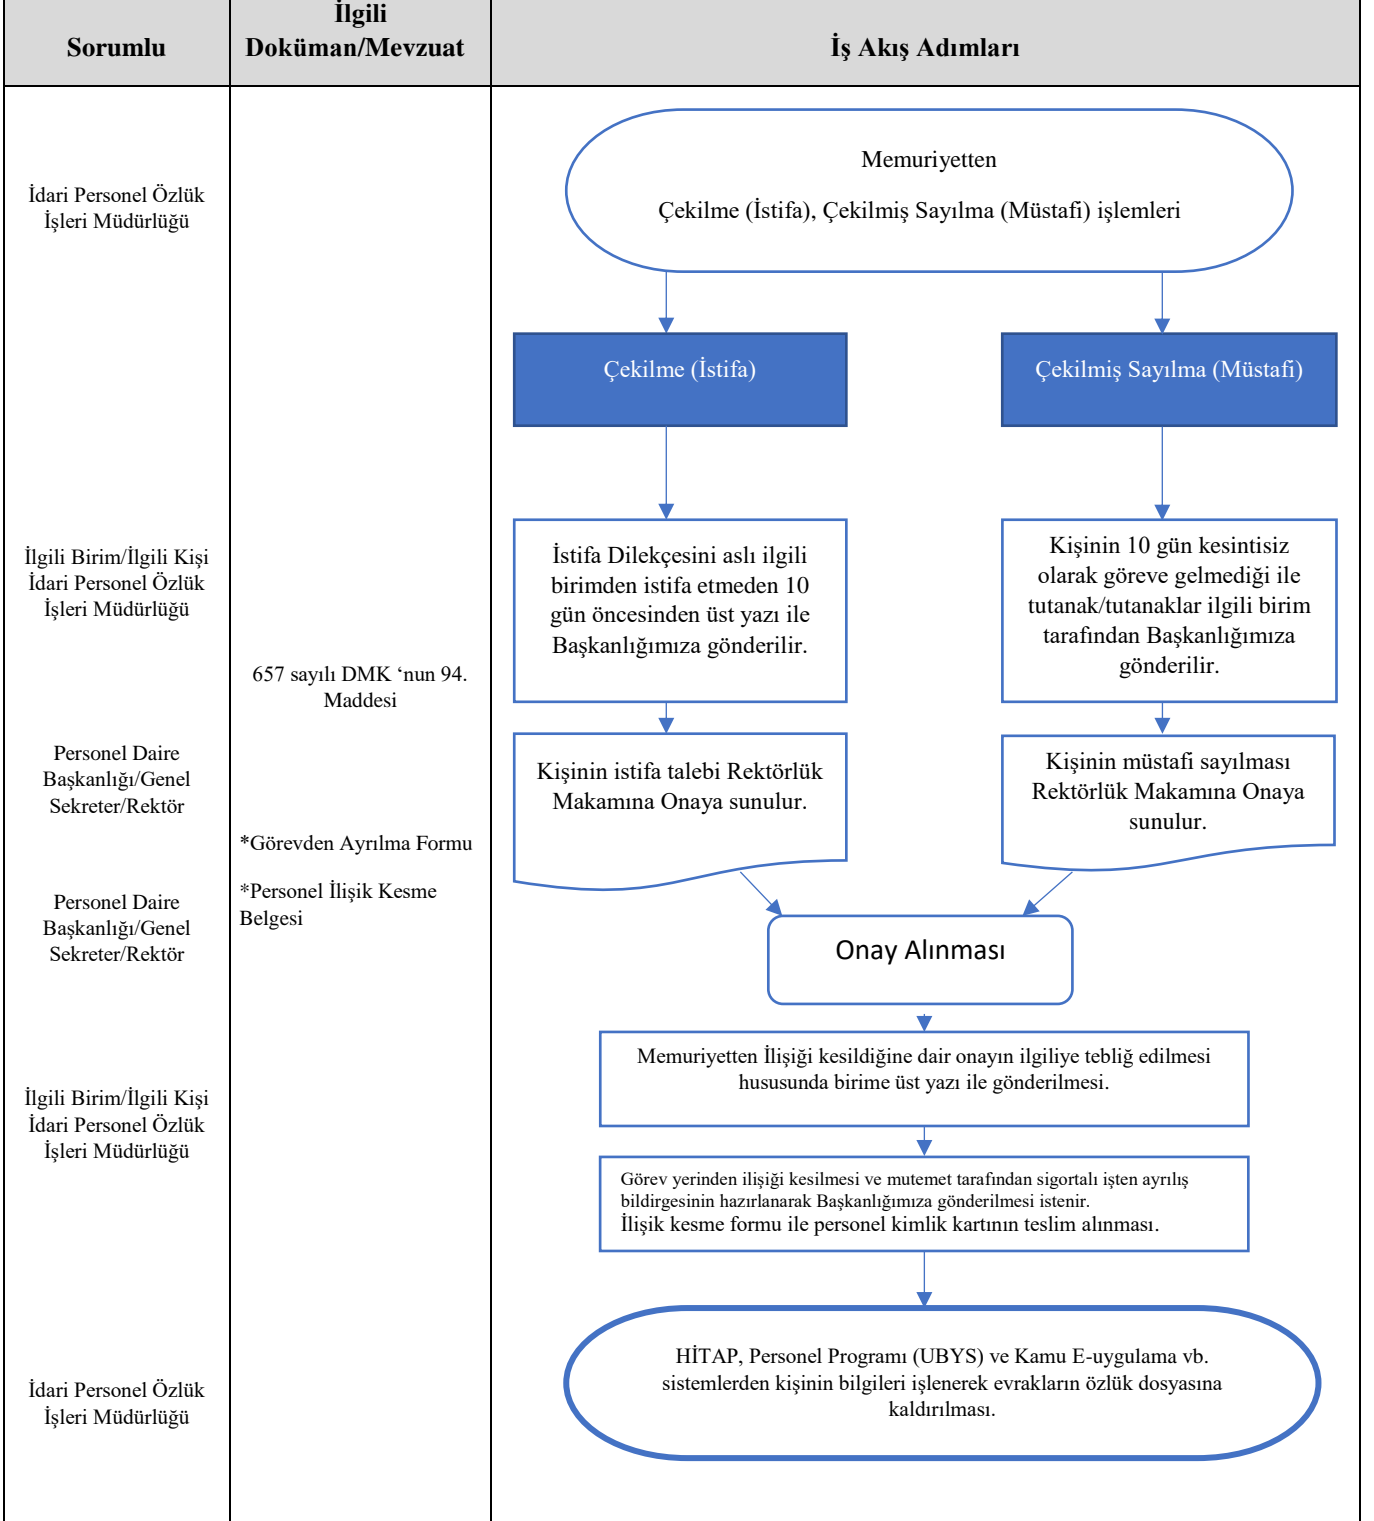 Sorumlu
İlgili
Doküman/Mevzuat
İş Akış Adımları
İdari Personel Özlük
İşleri Müdürlüğü
Memuriyetten
Çekilme (İstifa), Çekilmiş Sayılma (Müstafi) işlemleri
Çekilme (İstifa)
Çekilmiş Sayılma (Müstafi)
İlgili Birim/İlgili Kişi
İdari Personel Özlük
İşleri Müdürlüğü
İstifa Dilekçesini aslı ilgili
birimden istifa etmeden 10
gün öncesinden üst yazı ile
Başkanlığımıza gönderilir.
Kişinin 10 gün kesintisiz
olarak göreve gelmediği ile
tutanak/tutanaklar ilgili birim
tarafından Başkanlığımıza
gönderilir.
657 sayılı DMK ‘nun 94.
Maddesi
Personel Daire
Başkanlığı/Genel
Sekreter/Rektör
Kişinin istifa talebi Rektörlük
Makamına Onaya sunulur.
Kişinin müstafi sayılması
Rektörlük Makamına Onaya
sunulur.
*Görevden Ayrılma Formu
*Personel İlişik Kesme
Belgesi
Personel Daire
Başkanlığı/Genel
Sekreter/Rektör
Onay Alınması
Memuriyetten İlişiği kesildiğine dair onayın ilgiliye tebliğ edilmesi
hususunda birime üst yazı ile gönderilmesi.
İlgili Birim/İlgili Kişi
İdari Personel Özlük
İşleri Müdürlüğü
Görev yerinden ilişiği kesilmesi ve mutemet tarafından sigortalı işten ayrılış
bildirgesinin hazırlanarak Başkanlığımıza gönderilmesi istenir.
İlişik kesme formu ile personel kimlik kartının teslim alınması.
İdari Personel Özlük
İşleri Müdürlüğü
HİTAP, Personel Programı (UBYS) ve Kamu E-uygulama vb.
sistemlerden kişinin bilgileri işlenerek evrakların özlük dosyasına
kaldırılması.